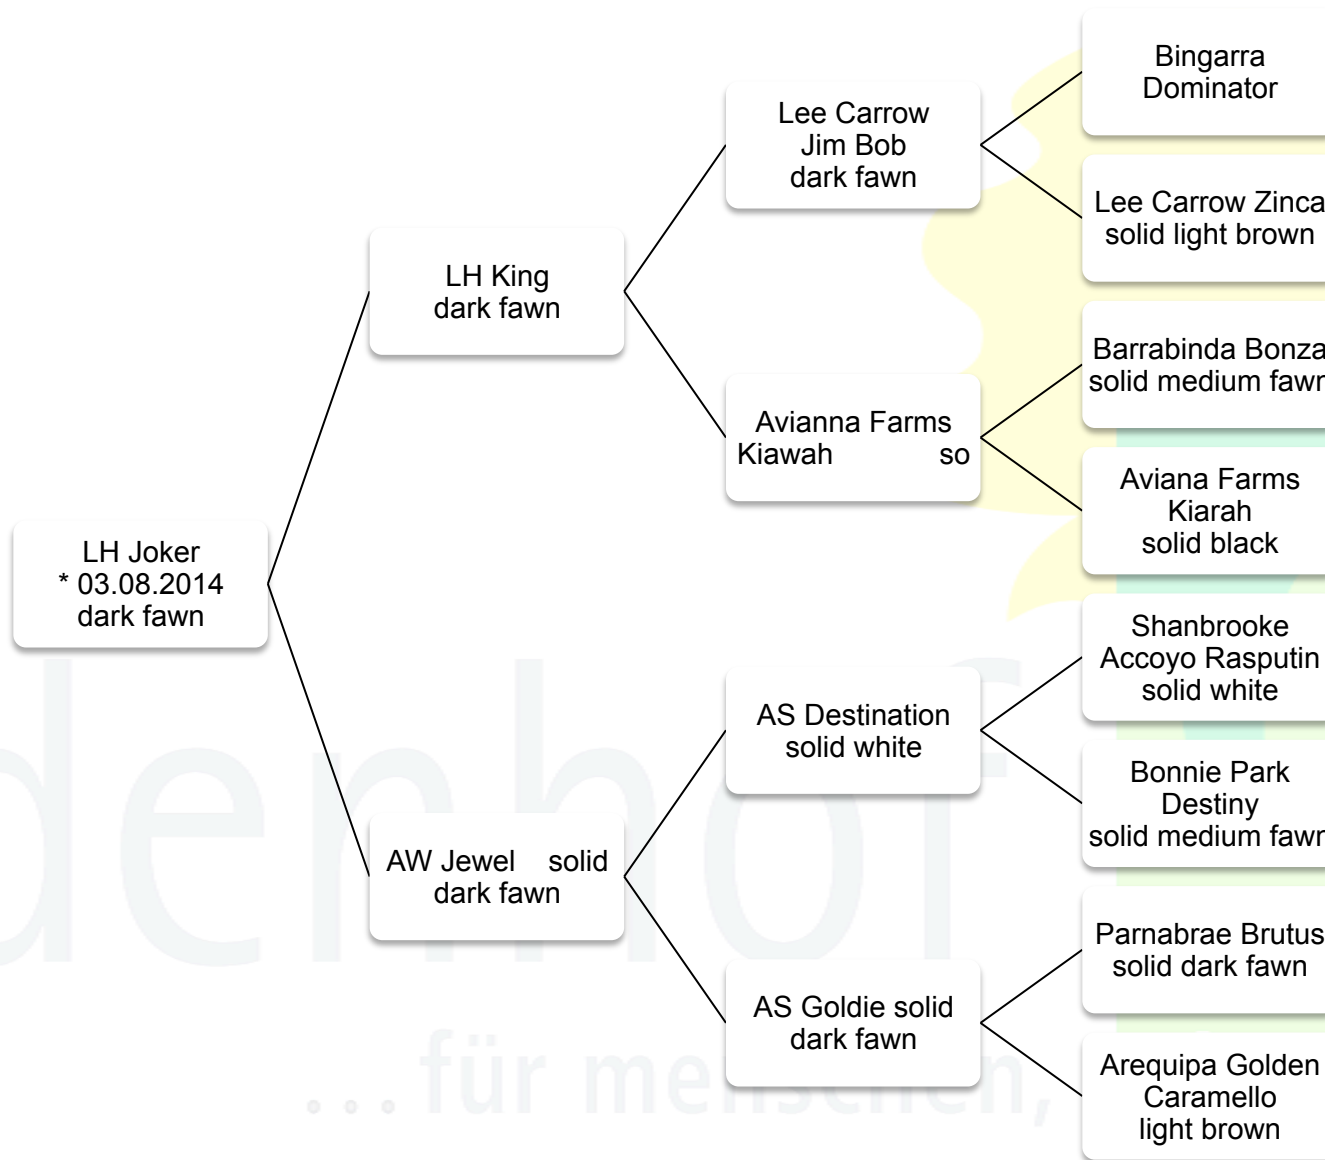 LH Joker
* 03.08.2014
dark fawn
LH King
dark fawn
AW Jewel solid
dark fawn
Lee Carrow
Jim Bob
dark fawn
Avianna Farms
Kiawah so
AS Destination
solid white
AS Goldie solid
dark fawn
Bingarra
Dominator
Lee Carrow Zinca
solid light brown
Barrabinda Bonza
solid medium fawn
Aviana Farms
Kiarah
solid black
Shanbrooke
Accoyo Rasputin
solid white
Bonnie Park
Destiny
solid medium fawn
Parnabrae Brutus
solid dark fawn
Arequipa Golden
Caramello
light brown
denhof
... für menschen,